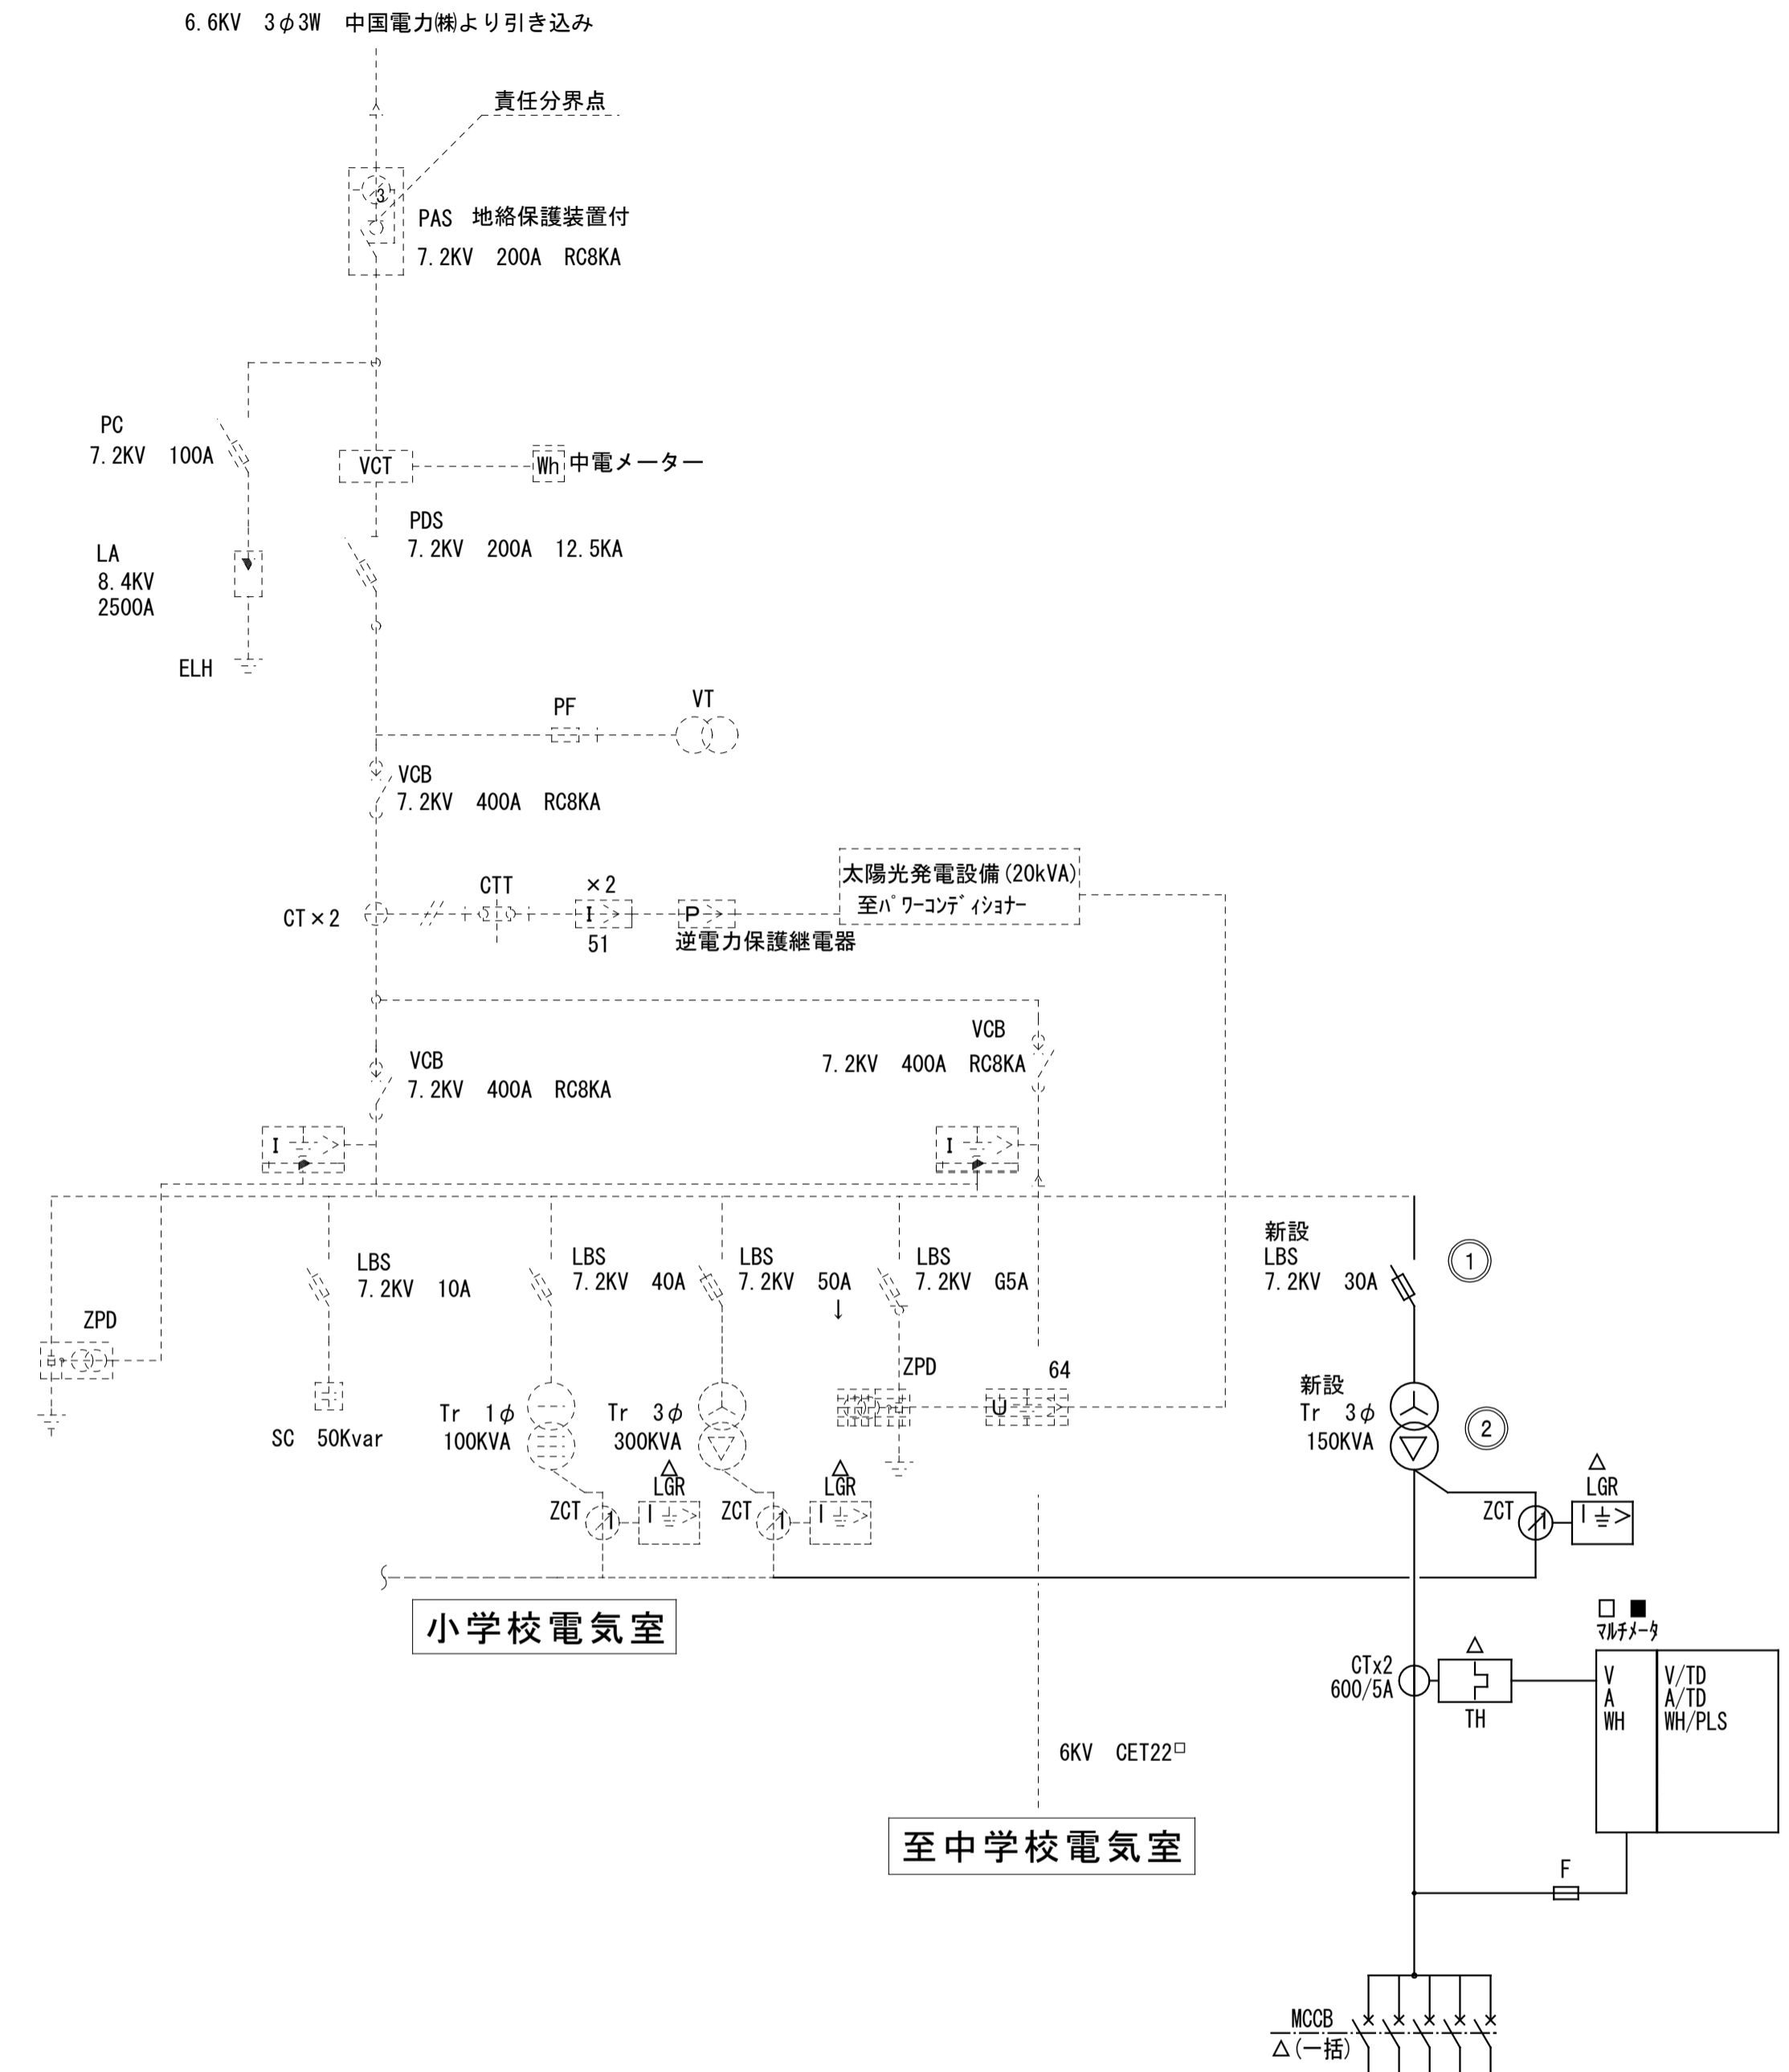 6.6KV 3φ3W 中国電力㈱より引き込み
責任分界点
3
PAS 地絡保護装置付
7.2KV 200A RC8KA
PC
7.2KV 100A
VCT
Wh 中電メーター
PDS
7.2KV 200A 12.5KA
LA
8.4KV
2500A
ELH
PF
VT
VCB
7.2KV 400A RC8KA
CT×2
CTT
×2
I >
51
P >
逆電力保護継電器
太陽光発電設備(20kVA)
至ﾊﾟﾜｰｺﾝﾃﾞｨｼｮﾅｰ
VCB
7.2KV 400A RC8KA
VCB
7.2KV 400A RC8KA
I >
I >
ZPD
LBS
7.2KV 10A
SC 50Kvar
LBS
7.2KV 40A
Tr 1φ
100KVA
LBS
7.2KV 50A
↓
Tr 3φ
300KVA
LBS
7.2KV G5A
ZPD
64
U >
新設
LBS
7.2KV 30A
①
新設
Tr 3φ
150KVA
②
ZCT
1
△
LGR
I >
ZCT
1
△
LGR
I >
ZCT
1
△
LGR
I >
小学校電気室
CTx2
600/5A
△
TH
□ ■
ﾏﾙﾁﾒｰﾀ
V V/TD
A A/TD
WH WH/PLS
6KV CET22□
至中学校電気室
F
MCCB
△(一括)